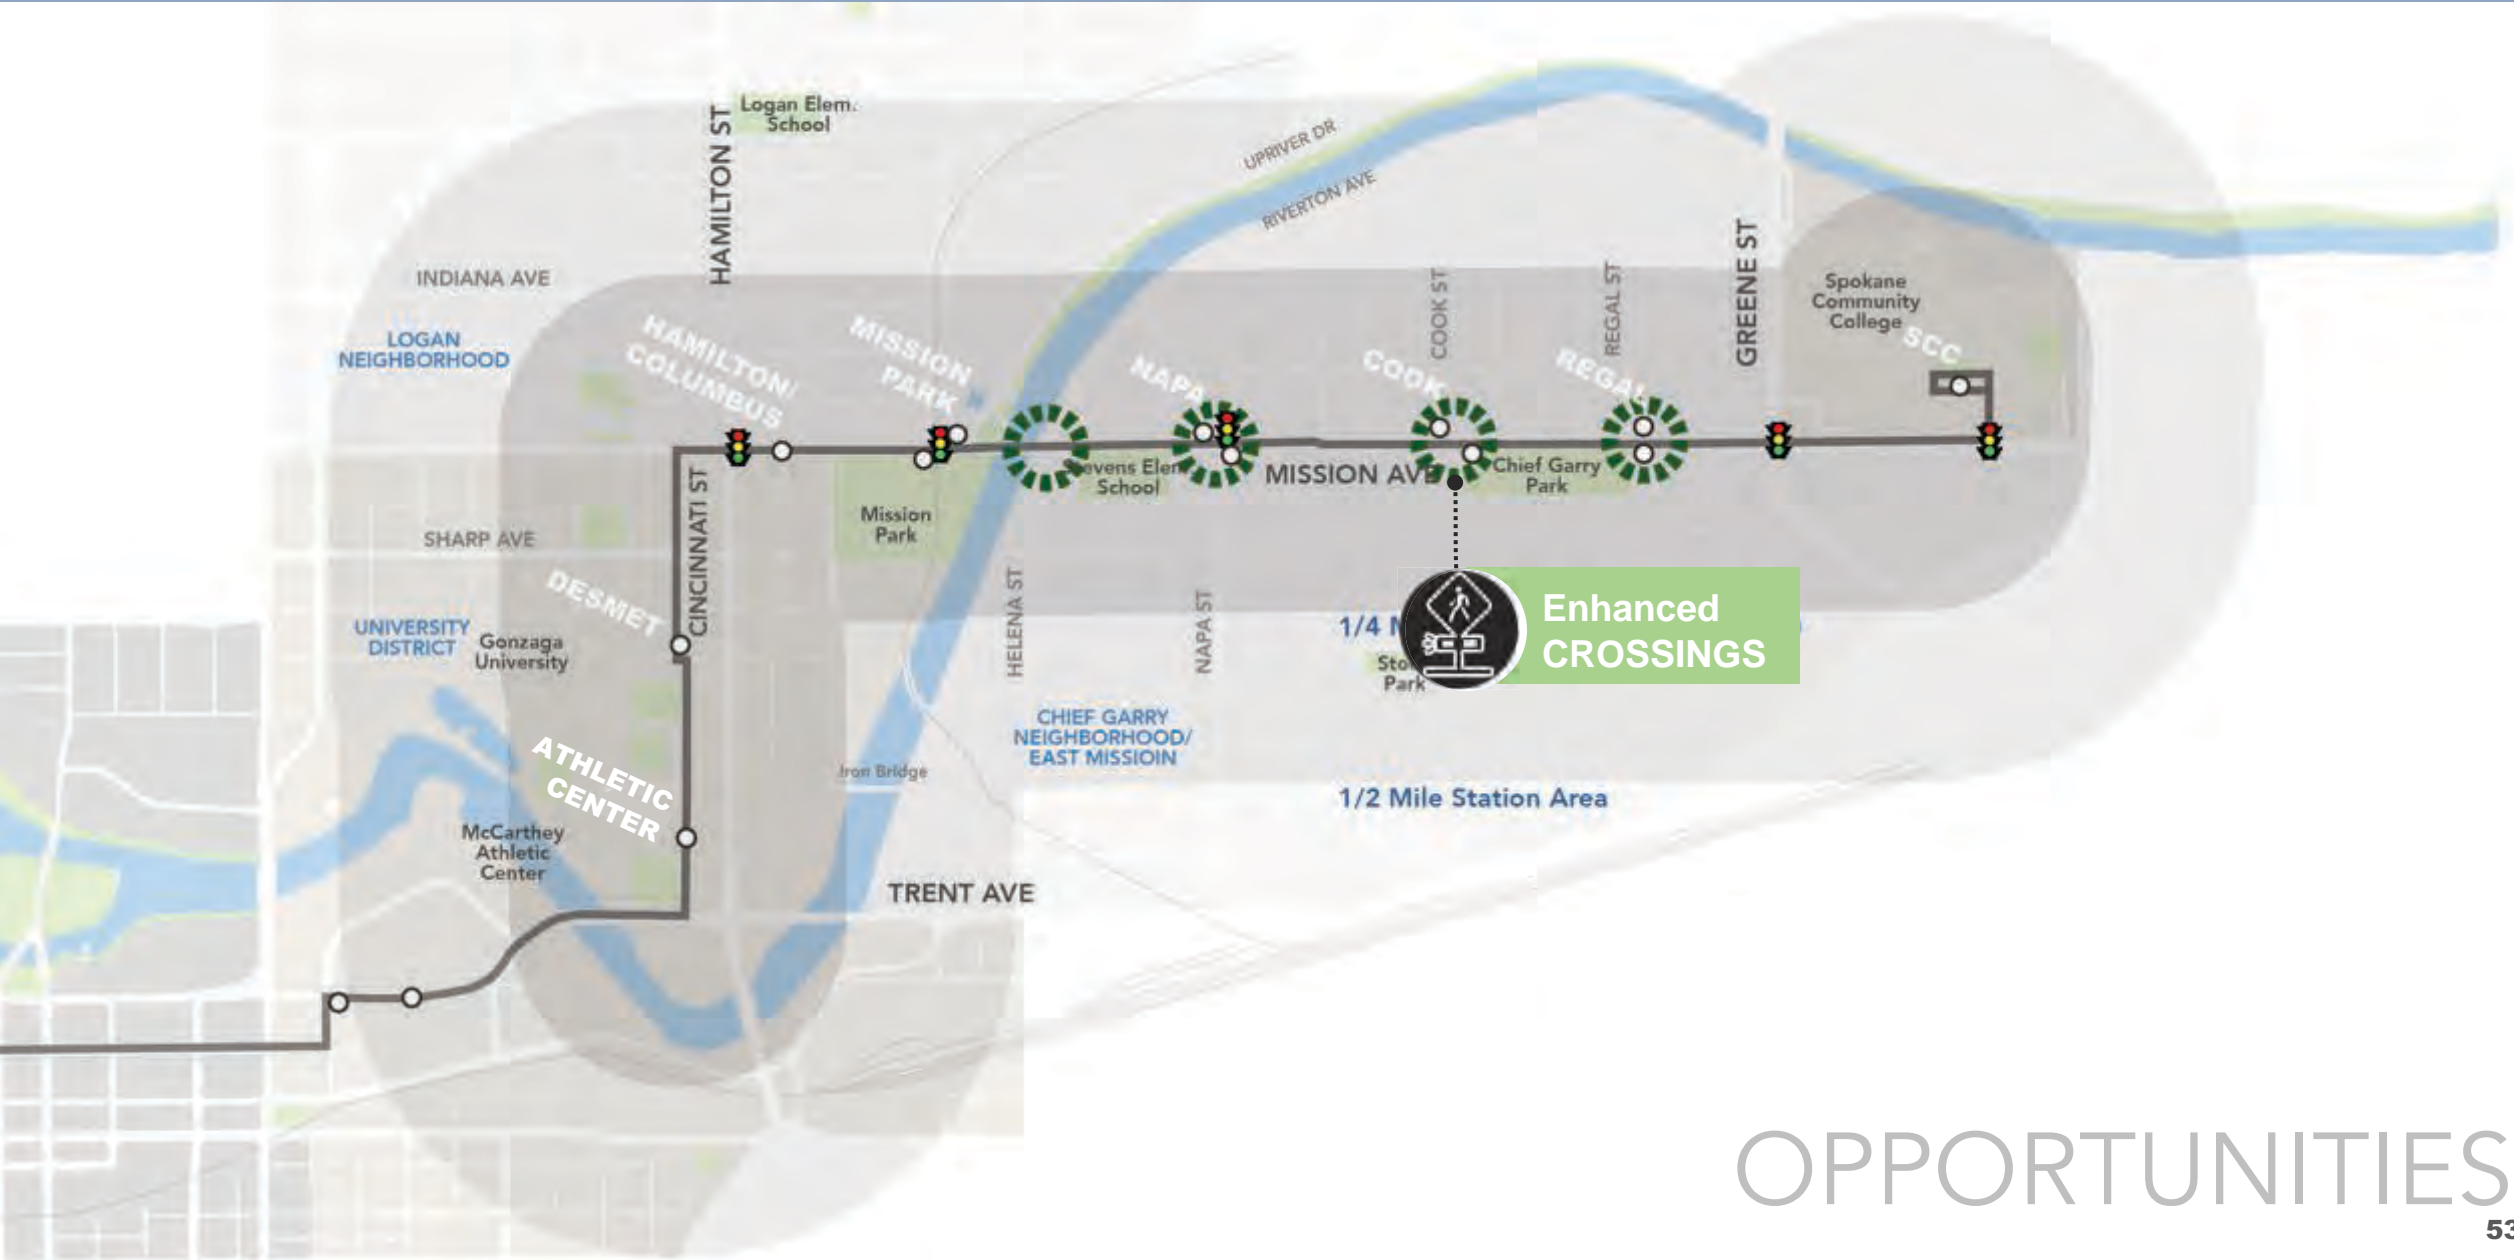 Logan Elem.
School
HAMILTON ST
UPRIVER DR
RIVERTON AVE
INDIANA AVE
LOGAN
NEIGHBORHOOD
HAMILTON/
COLUMBUS
MISSION
PARK
NAPA
COOK
COOK ST
REGAL
REGAL ST
GREENE ST
Spokane
Community
College
SCC
MISSION AVE
School
Chief Garry
Park
Mission
Park
SHARP AVE
CINCINNATI ST
DESMET
UNIVERSITY
DISTRICT
Gonzaga
University
HELENA ST
NAPA ST
1/4
Park
Enhanced
CROSSINGS
CHIEF GARRY
NEIGHBORHOOD/
EAST MISSIOIN
ATHLETIC
CENTER
Iron Bridge
1/2 Mile Station Area
McCarthey
Athletic
Center
TRENT AVE
OPPORTUNITIES
53